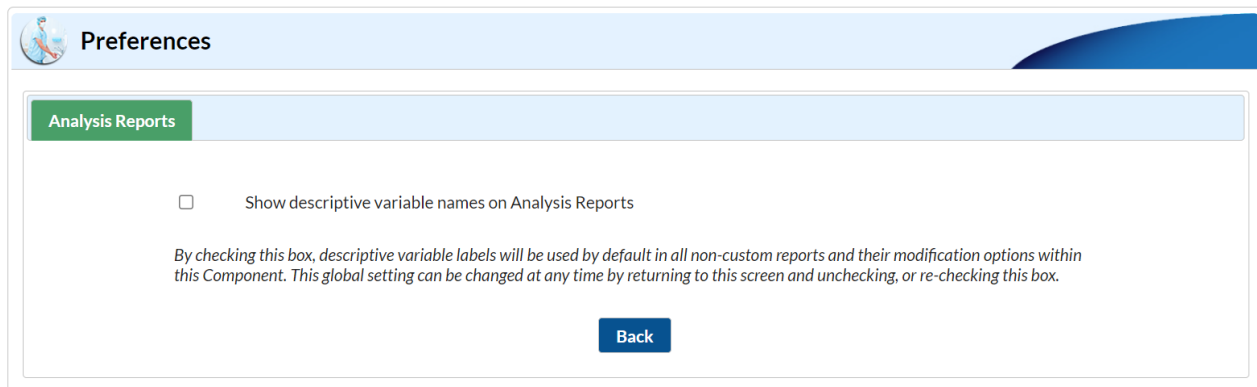 Preferences
Analysis Reports
Show descriptive variable names on Analysis Reports
By checking this box, descriptive variable labels will be used by default in all non-custom reports and their modification options within
this Component. This global setting can be changed at any time by returning to this screen and unchecking, or re-checking this box.
Back